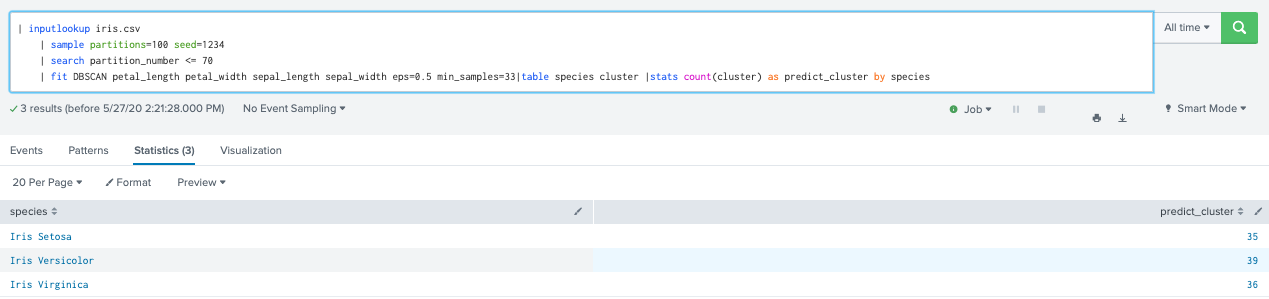 | inputlookup iris.csv
| sample partitions=100 seed=1234
| search partition_number <= 70
| fit DBSCAN petal_length petal_width sepal_length sepal_width eps=0.5 min_samples=33|table species cluster |stats count(cluster) as predict_cluster by species
All time
3 results (before 5/27/20 2:21:28.000 PM) No Event Sampling Job Smart Mode
Events Patterns Statistics (3) Visualization
20 Per Page Format Preview
species predict_cluster
Iris Setosa 35
Iris Versicolor 39
Iris Virginica 36